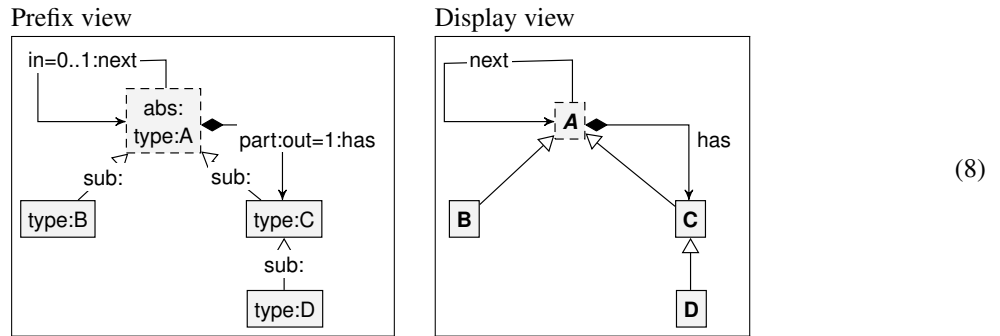 Prefix view
in=0..1:next
abs:
type:A
part:out=1:has
sub:
sub:
type:B
type:C
sub:
type:D
Display view
next
A
has
B
C
D
(8)